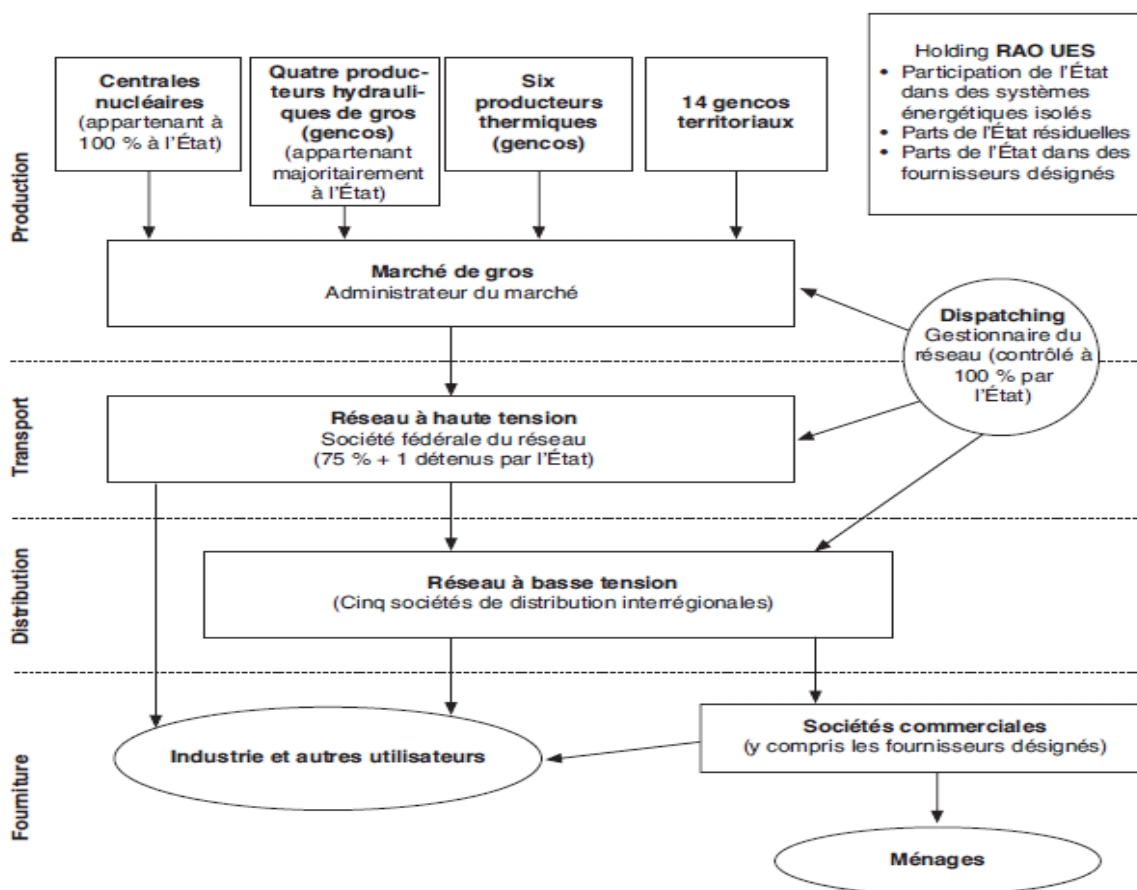 Production
Centrales
nucléaires
(appartenant à
100 % à l'État)
Quatre produc-
teurs hydrauli-
ques de gros
(gencos)
(appartenant
majoritairement
à l'État)
Six
producteurs
thermiques
(gencos)
14 gencos
territoriaux
Holding RAO UES
• Participation de l'État
dans des systèmes
énergétiques isolés
• Parts de l'État résiduelles
• Parts de l'État dans des
fournisseurs désignés
Marché de gros
Administrateur du marché
Dispatching
Gestionnaire du
réseau (contrôlé à
100 % par
l'État)
Transport
Réseau à haute tension
Société fédérale du réseau
(75 % + 1 détenus par l'État)
Distribution
Réseau à basse tension
(Cinq sociétés de distribution interrégionales)
Fourniture
Industrie et autres utilisateurs
Sociétés commerciales
(y compris les fournisseurs désignés)
Ménages